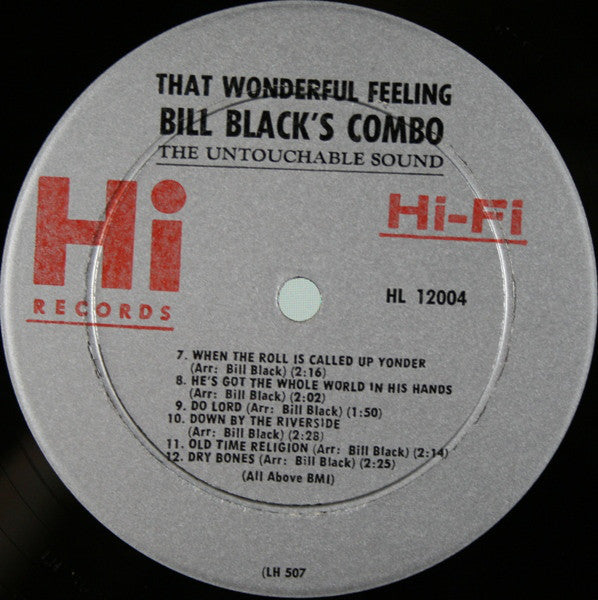 THAT WONDERFUL FEELING
BILL BLACK'S COMBO
THE UNTOUCHABLE SOUND
Hi
RECORDS
Hi-Fi
HL 12004
7. WHEN THE ROLL IS CALLED UP YONDER
(Arr: Bill Black) (2:16)
8. HE'S GOT THE WHOLE WORLD IN HIS HANDS
(Arr: Bill Black) (2:02)
9. DO LORD (Arr: Bill Black) (1:50)
10. DOWN BY THE RIVERSIDE
(Arr: Bill Black) (2:28)
11. OLD TIME RELIGION (Arr: Bill Black) (2:14)
12. DRY BONES (Arr: Bill Black) (2:25)
(All Above BMI)
(LH 507